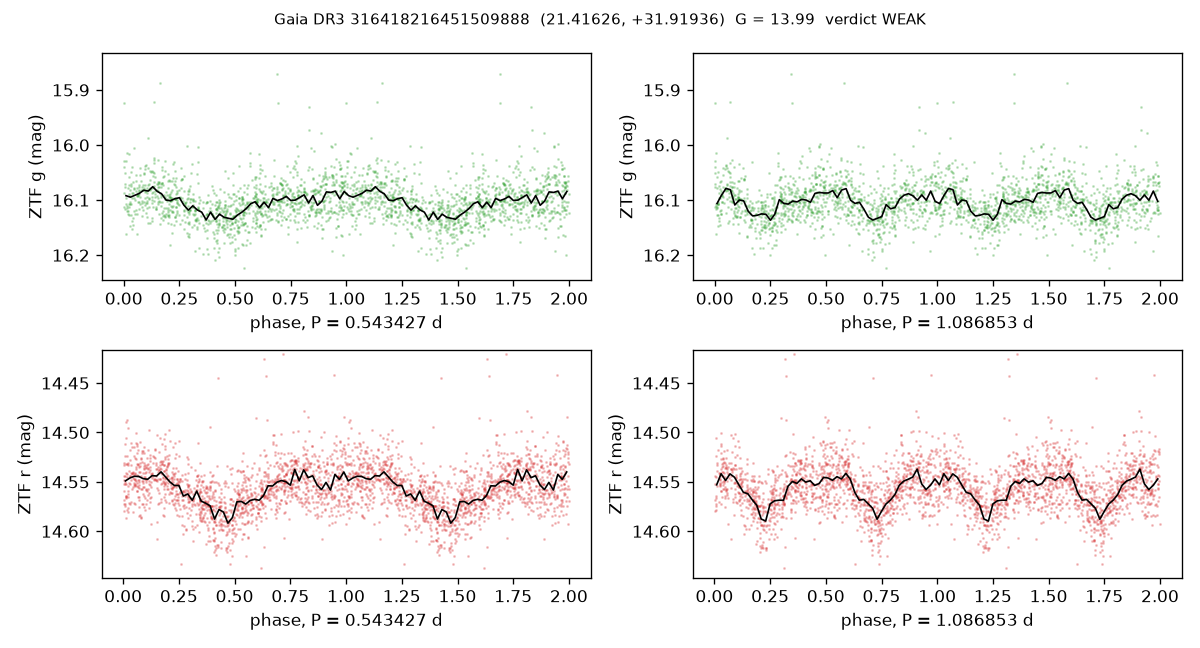 Gaia DR3 316418216451509888 (21.41626, +31.91936) G = 13.99 verdict WEAK
ZTF g (mag)
15.9
16.0
16.1
16.2
0.00 0.25 0.50 0.75 1.00 1.25 1.50 1.75 2.00
phase, P = 0.543427 d
ZTF g (mag)
15.9
16.0
16.1
16.2
0.00 0.25 0.50 0.75 1.00 1.25 1.50 1.75 2.00
phase, P = 1.086853 d
ZTF r (mag)
14.45
14.50
14.55
14.60
0.00 0.25 0.50 0.75 1.00 1.25 1.50 1.75 2.00
phase, P = 0.543427 d
ZTF r (mag)
14.45
14.50
14.55
14.60
0.00 0.25 0.50 0.75 1.00 1.25 1.50 1.75 2.00
phase, P = 1.086853 d